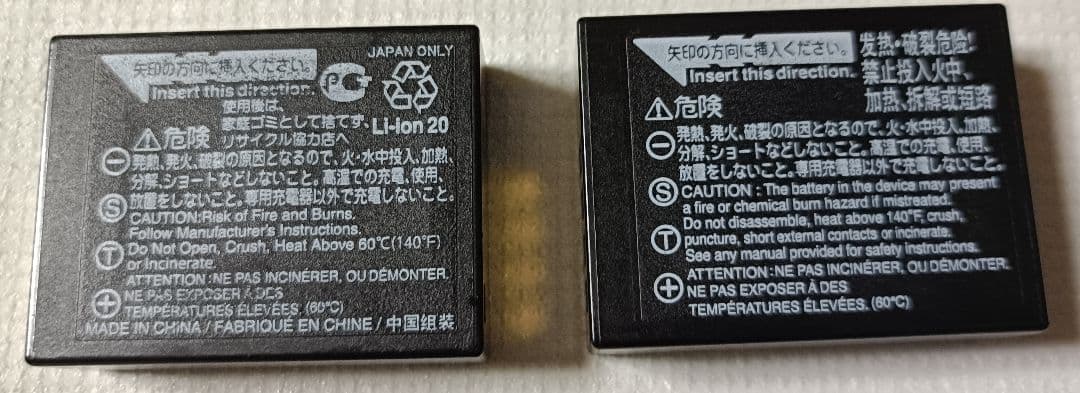 JAPAN ONLY
矢印の方向に挿入ください。
Insert this direction.
使用後は、
家庭ゴミとして捨てず、
Li-ion 20
⚠危険
リサイクル協力店へ
発熱、発火、破裂の原因となるので、火・水中投入、加熱、
分解、ショートなどしないこと。高温での充電、使用、
放置をしないこと。専用充電器以外で充電しないこと。
CAUTION:Risk of Fire and Burns.
Follow Manufacturer's Instructions.
Do Not Open, Crush, Heat Above 60℃(140°F)
or Incinerate.
ATTENTION:NE PAS INCINÉRER, OU DÉMONTER.
NE PAS EXPOSER À DES
TEMPÉRATURES ÉLEVÉES. (60℃)
MADE IN CHINA / FABRIQUÉ EN CHINE / 中国组装
− S T +
矢印の方向に挿入ください。
Insert this direction.
发热·破裂危险!
禁止投入火中、
加热、拆解或短路
⚠危険
発熱、発火、破裂の原因となるので、火・水中投入、加熱、
分解、ショートなどしないこと。高温での充電、使用、
放置をしないこと。専用充電器以外で充電しないこと。
CAUTION : The battery in the device may present
a fire or chemical burn hazard if mistreated.
Do not disassemble, heat above 140°F, crush,
puncture, short external contacts or incinerate.
See any manual provided for safety instructions.
ATTENTION :NE PAS INCINÉRER, OU DÉMONTER.
NE PAS EXPOSER À DES
TEMPÉRATURES ÉLEVÉES. (60℃)
− S T +